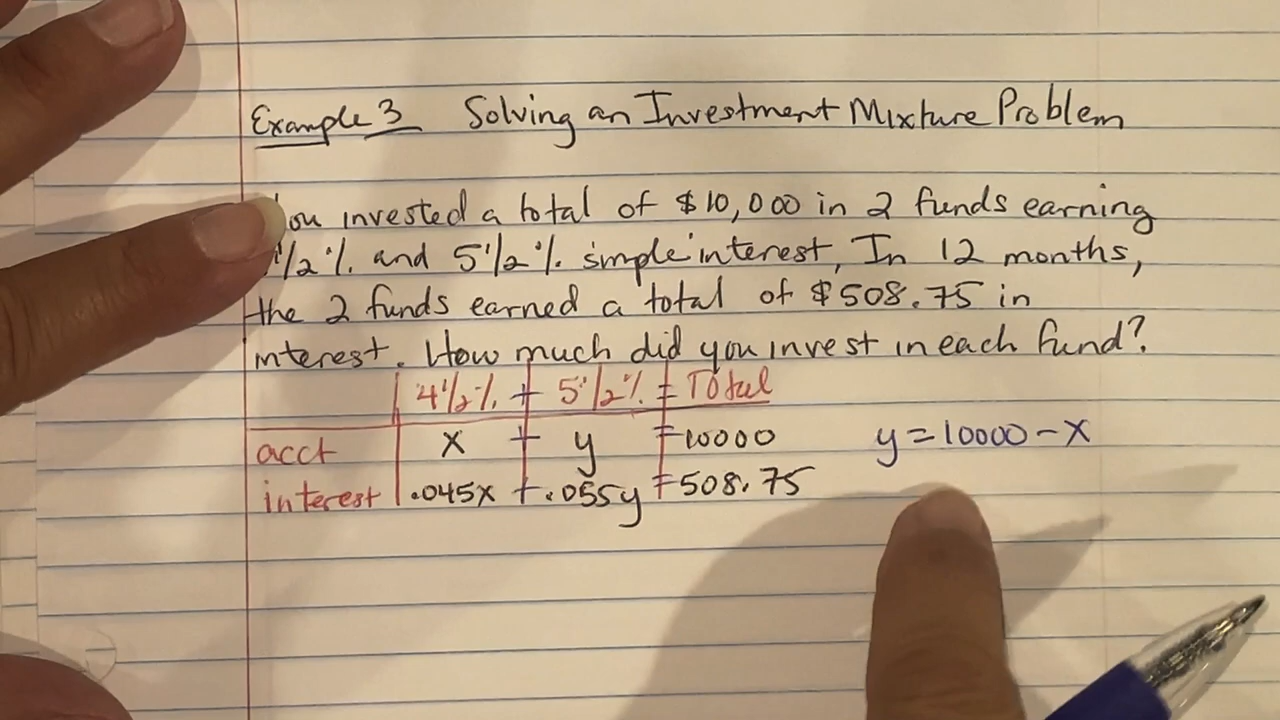 Example 3 Solving an Investment Mixture Problem
You invested a total of $10,000 in 2 funds earning
1/2 % and 5 1/2 % simple interest, In 12 months,
the 2 funds earned a total of $508.75 in
interest. How much did you invest in each fund?
4 1/2 % + 5 1/2 % = Total
acct x + y = 10000 y = 10000 - x
interest .045x + .055y = 508.75